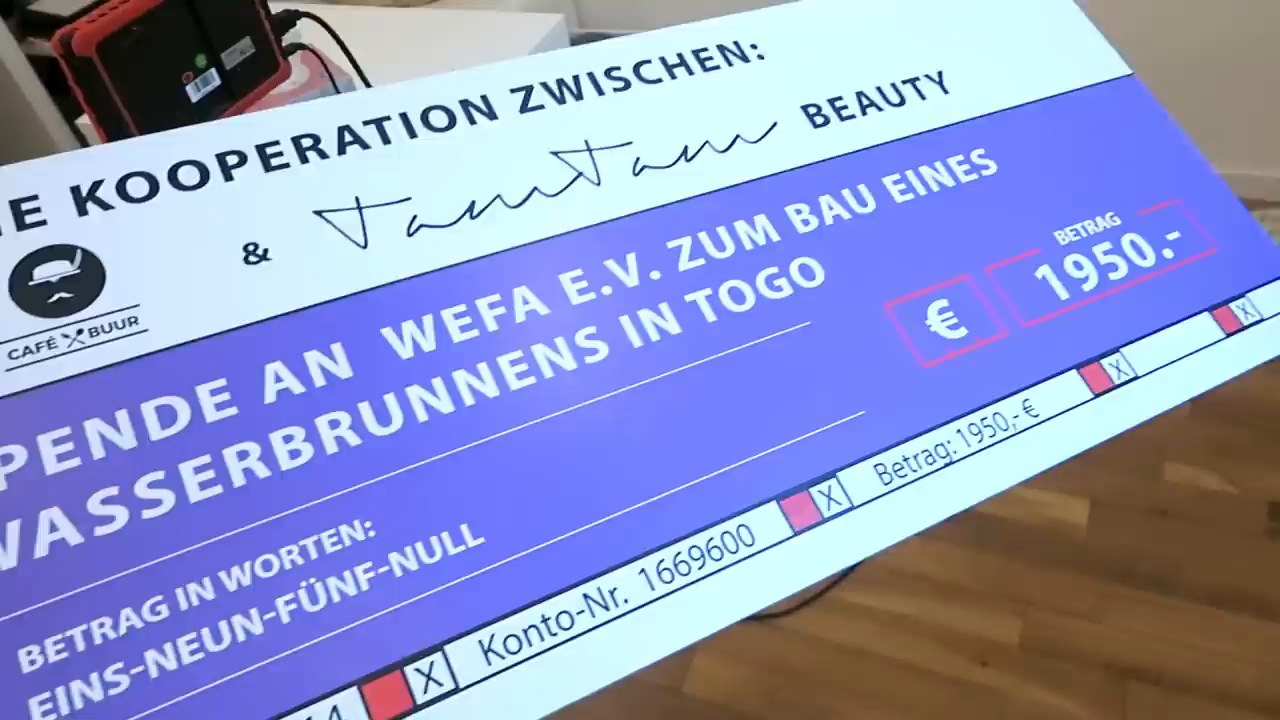 E KOOPERATION ZWISCHEN:
CAFÉ BUUR
& TamTam BEAUTY
PENDE AN WEFA E.V. ZUM BAU EINES
WASSERBRUNNENS IN TOGO
€
BETRAG
1950.-
BETRAG IN WORTEN:
EINS-NEUN-FÜNF-NULL
X Konto-Nr. 1669600 X Betrag: 1950,- € X X